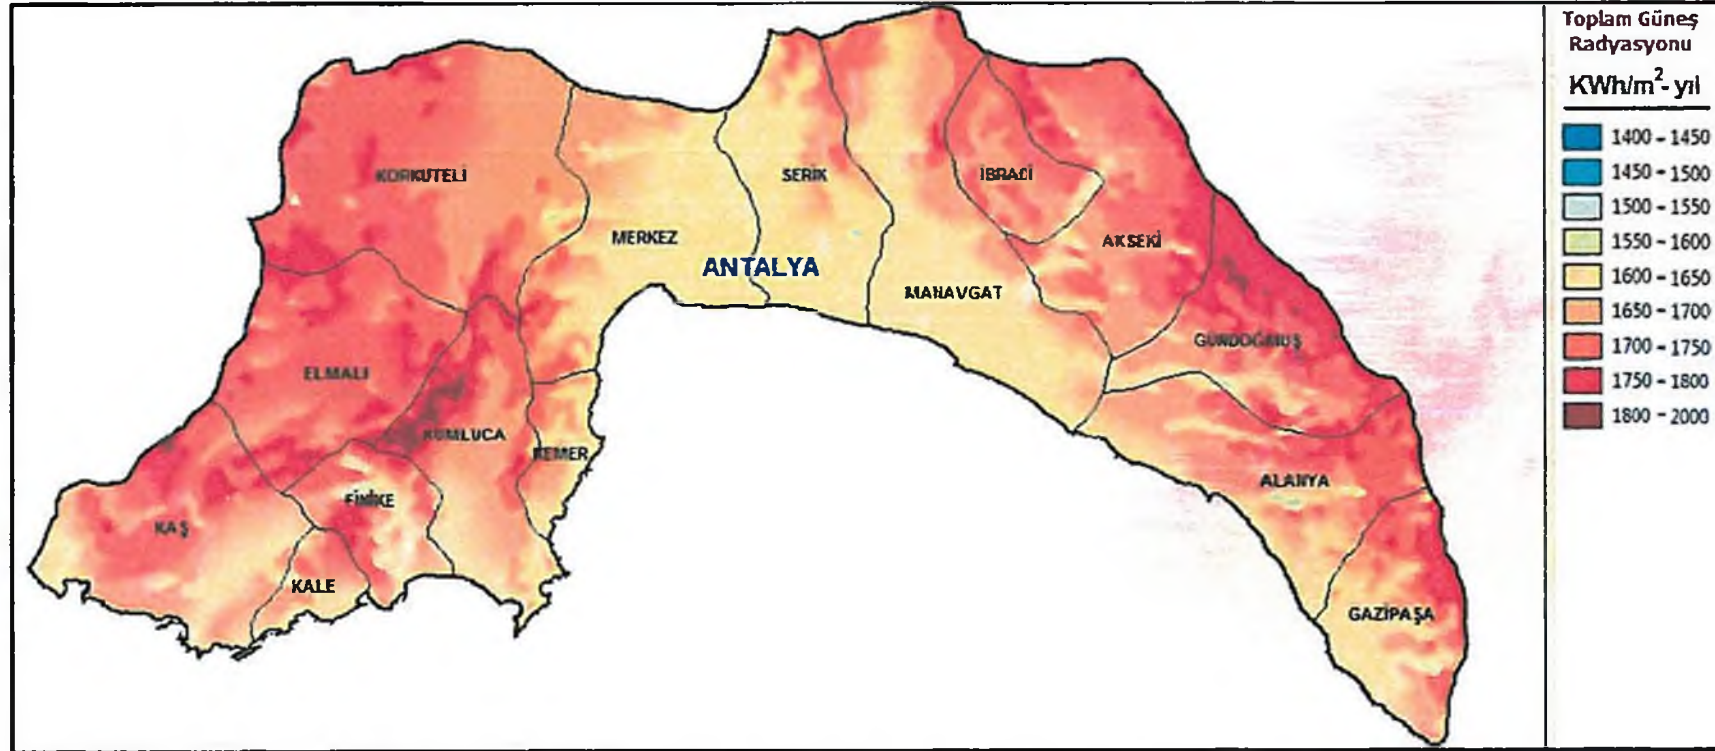 Toplam Güneş
Radyasyonu
KWh/m²- yıl
1400 - 1450
1450 - 1500
1500 - 1550
1550 - 1600
1600 - 1650
1650 - 1700
1700 - 1750
1750 - 1800
1800 - 2000
KORKUTELİ
SERİK
İBRADI
MERKEZ
AKSEKİ
ANTALYA
MANAVGAT
GÜNDOĞMUŞ
ELMALI
KUMLUCA
KEMER
ALANYA
FİNİKE
KAŞ
KALE
GAZİPAŞA